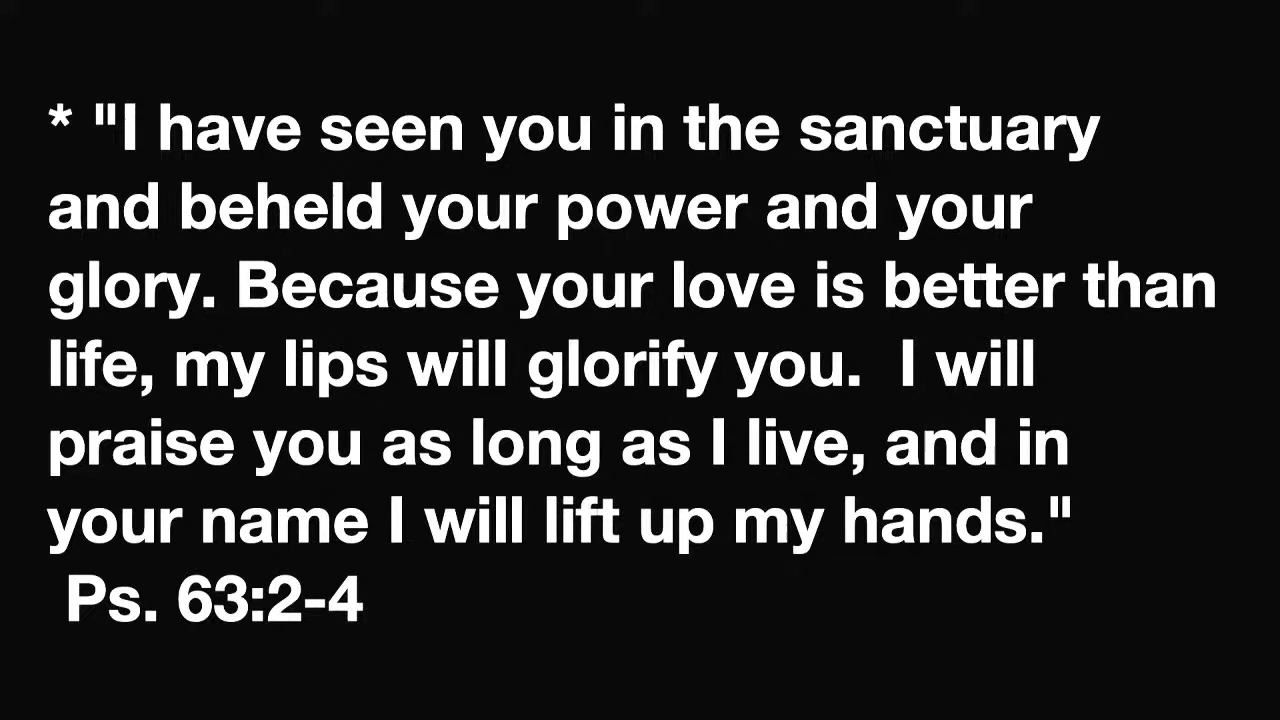 * "I have seen you in the sanctuary
and beheld your power and your
glory. Because your love is better than
life, my lips will glorify you.  I will
praise you as long as I live, and in
your name I will lift up my hands."
Ps. 63:2-4